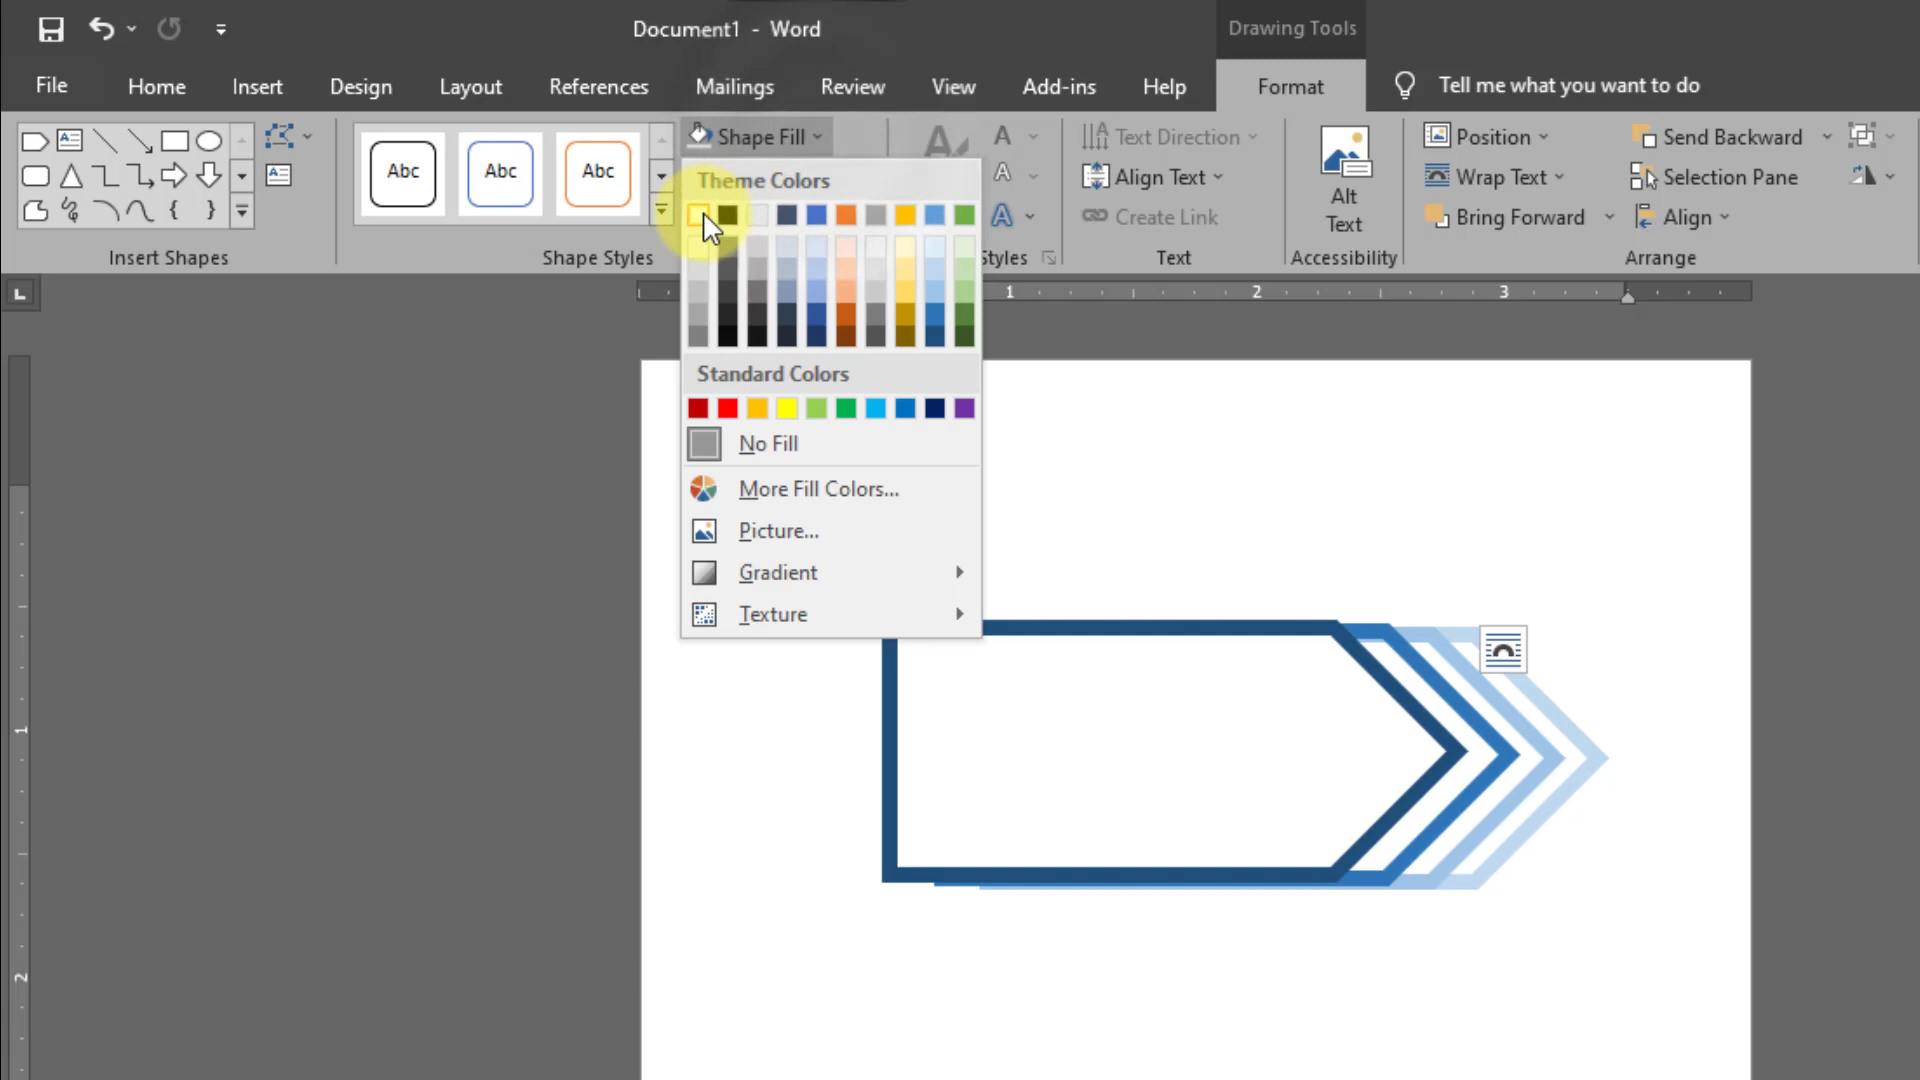 Document1 - Word
Drawing Tools
File Home Insert Design Layout References Mailings Review View Add-ins Help Format Tell me what you want to do
Shape Fill
Abc Abc Abc
Text Direction
Align Text
Create Link
Alt
Text
Position
Wrap Text
Bring Forward
Send Backward
Selection Pane
Align
Insert Shapes
Shape Styles
Styles
Text
Accessibility
Arrange
Theme Colors
Standard Colors
No Fill
More Fill Colors...
Picture...
Gradient
Texture
1 2 3
1
2